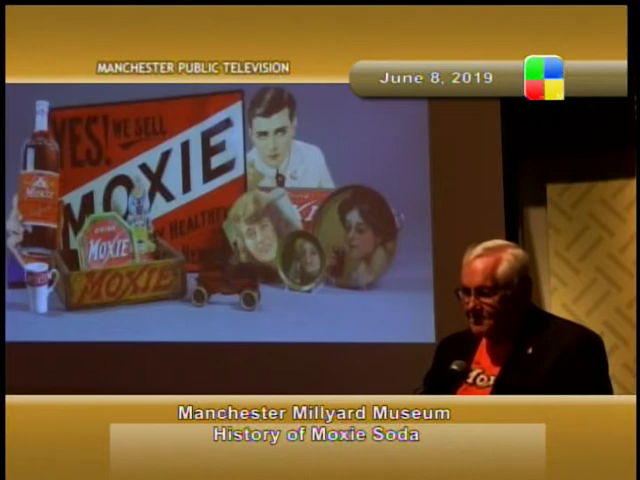 MANCHESTER PUBLIC TELEVISION
June 8, 2019
YES! WE SELL
MOXIE
MOXIE
MOXIE
MOXIE
Manchester Millyard Museum
History of Moxie Soda